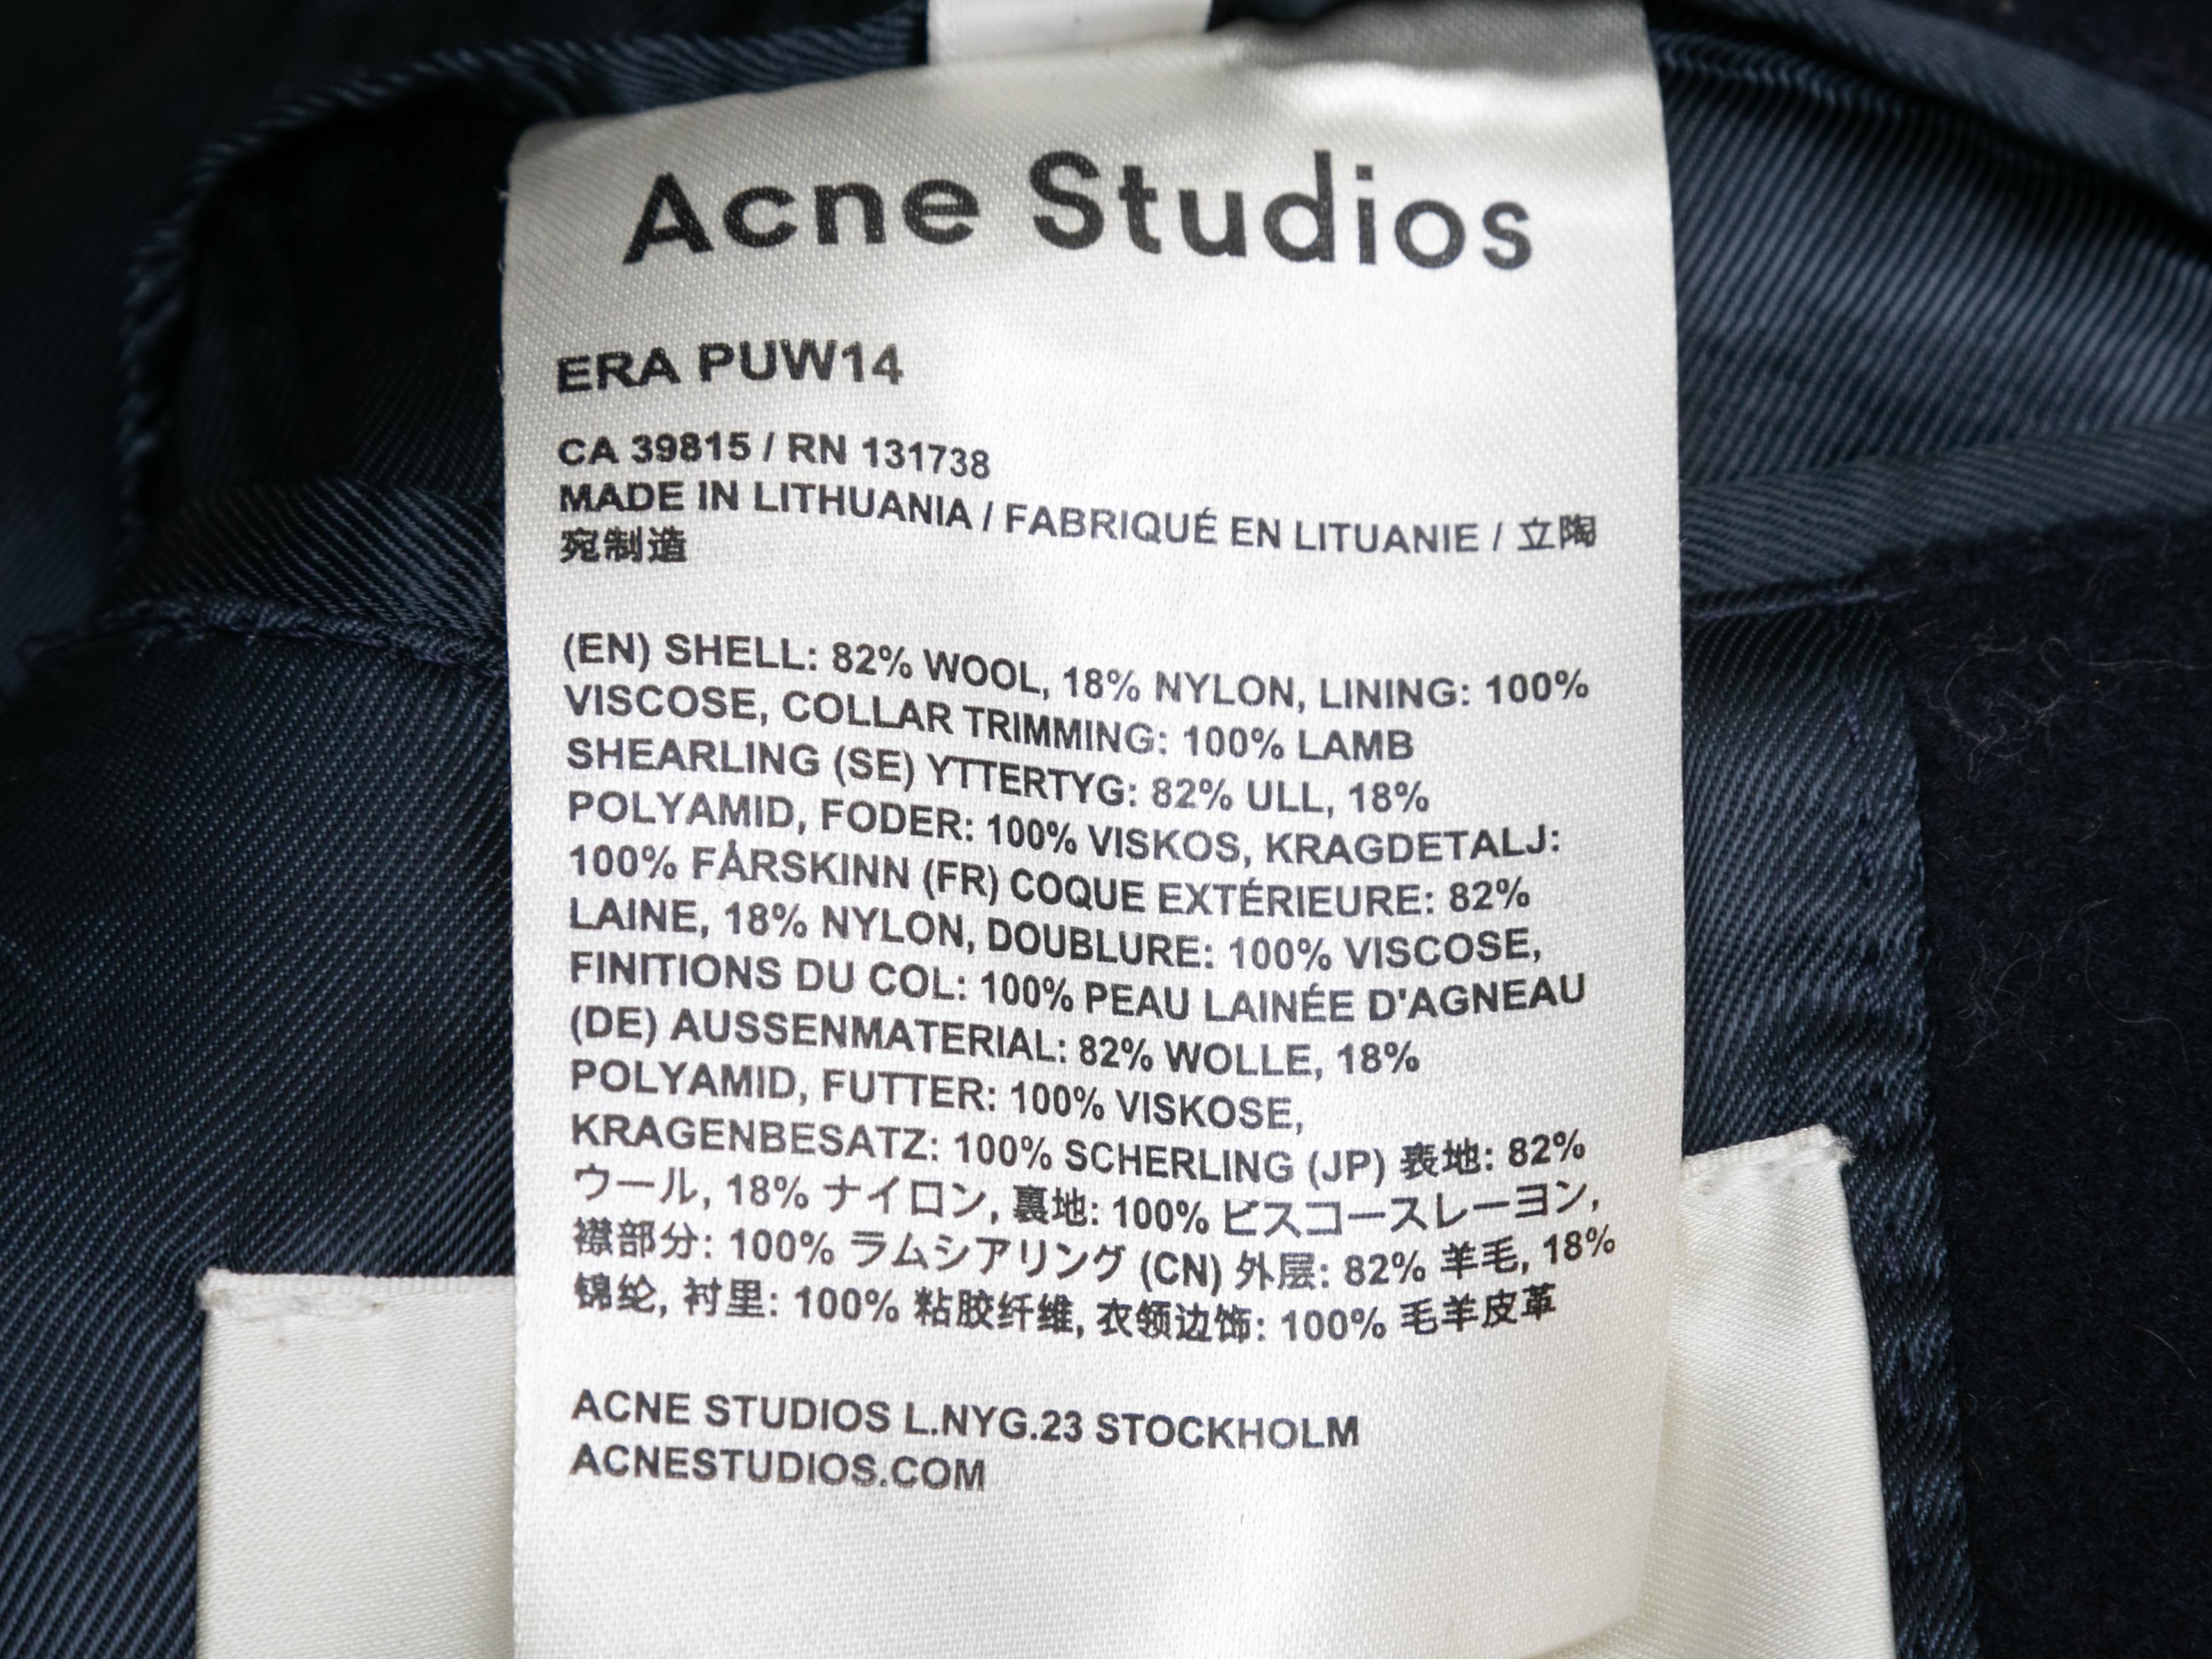 Acne Studios
ERA PUW14
CA 39815 / RN 131738
MADE IN LITHUANIA / FABRIQUÉ EN LITUANIE / 立陶
宛制造
(EN) SHELL: 82% WOOL, 18% NYLON, LINING: 100%
VISCOSE, COLLAR TRIMMING: 100% LAMB
SHEARLING (SE) YTTERTYG: 82% ULL, 18%
POLYAMID, FODER: 100% VISKOS, KRAGDETALJ:
100% FÅRSKINN (FR) COQUE EXTÉRIEURE: 82%
LAINE, 18% NYLON, DOUBLURE: 100% VISCOSE,
FINITIONS DU COL: 100% PEAU LAINÉE D'AGNEAU
(DE) AUSSENMATERIAL: 82% WOLLE, 18%
POLYAMID, FUTTER: 100% VISKOSE,
KRAGENBESATZ: 100% SCHERLING (JP) 表地: 82%
ウール, 18% ナイロン, 裏地: 100% ビスコースレーヨン,
襟部分: 100% ラムシアリング (CN) 外层: 82% 羊毛, 18%
锦纶, 衬里: 100% 粘胶纤维, 衣领边饰: 100% 毛羊皮革
ACNE STUDIOS L.NYG.23 STOCKHOLM
ACNESTUDIOS.COM